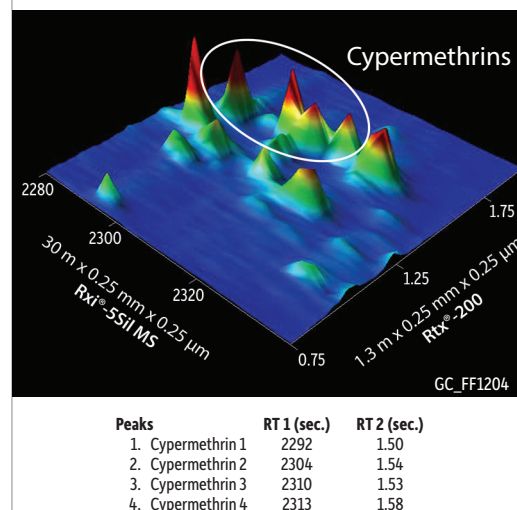 Cypermethrins
2280
2300
2320
30 m x 0.25 mm x 0.25 µm
Rxi®-5Sil MS
0.75
1.25
1.75
1.3 m x 0.25 mm x 0.25 µm
Rtx®-200
GC_FF1204
Peaks RT 1 (sec.) RT 2 (sec.)
1. Cypermethrin 1 2292 1.50
2. Cypermethrin 2 2304 1.54
3. Cypermethrin 3 2310 1.53
4. Cypermethrin 4 2313 1.58